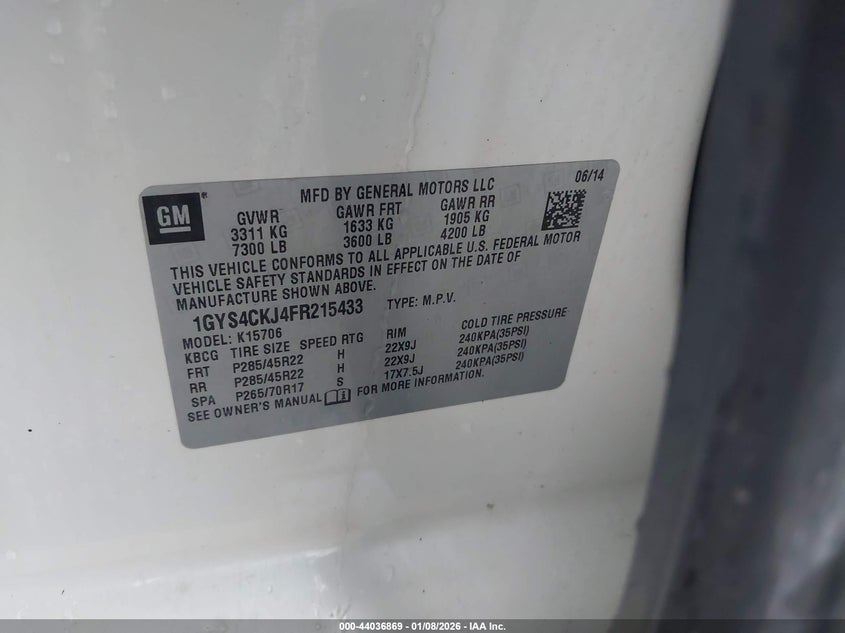 GM
MFD BY GENERAL MOTORS LLC
06/14
GVWR GAWR FRT GAWR RR
3311 KG 1633 KG 1905 KG
7300 LB 3600 LB 4200 LB
THIS VEHICLE CONFORMS TO ALL APPLICABLE U.S. FEDERAL MOTOR
VEHICLE SAFETY STANDARDS IN EFFECT ON THE DATE OF
MANUFACTURE SHOWN ABOVE.
1GYS4CKJ4FR215433 TYPE: M.P.V.
MODEL: K15706
KBCG TIRE SIZE SPEED RTG RIM COLD TIRE PRESSURE
FRT P285/45R22 H 22X9J 240KPA(35PSI)
RR P285/45R22 H 22X9J 240KPA(35PSI)
SPA P265/70R17 S 17X7.5J 240KPA(35PSI)
SEE OWNER'S MANUAL FOR MORE INFORMATION.
000-44036869 - 01/08/2026 - IAA Inc.